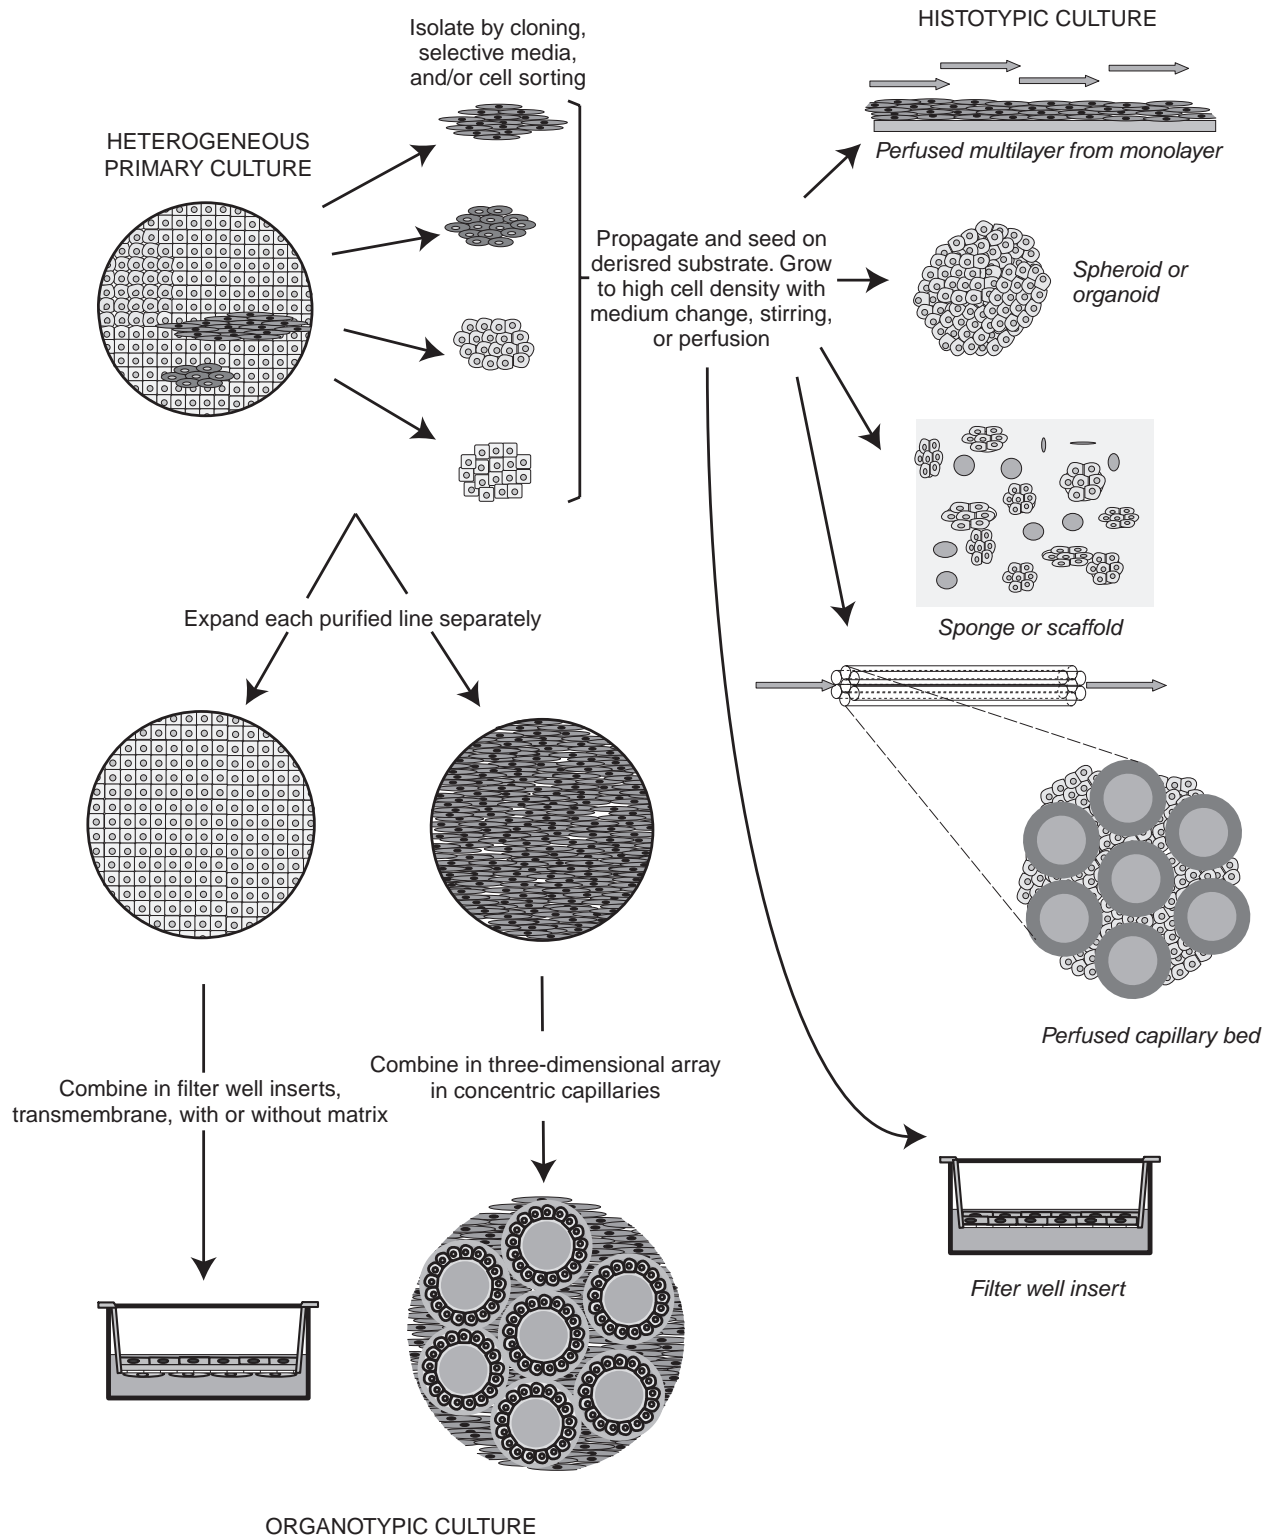 Isolate by cloning,
selective media,
and/or cell sorting
HISTOTYPIC CULTURE
HETEROGENEOUS
PRIMARY CULTURE
Perfused multilayer from monolayer
Propagate and seed on
derisred substrate. Grow
to high cell density with
medium change, stirring,
or perfusion
Spheroid or
organoid
Sponge or scaffold
Expand each purified line separately
Perfused capillary bed
Combine in filter well inserts,
transmembrane, with or without matrix
Combine in three-dimensional array
in concentric capillaries
Filter well insert
ORGANOTYPIC CULTURE